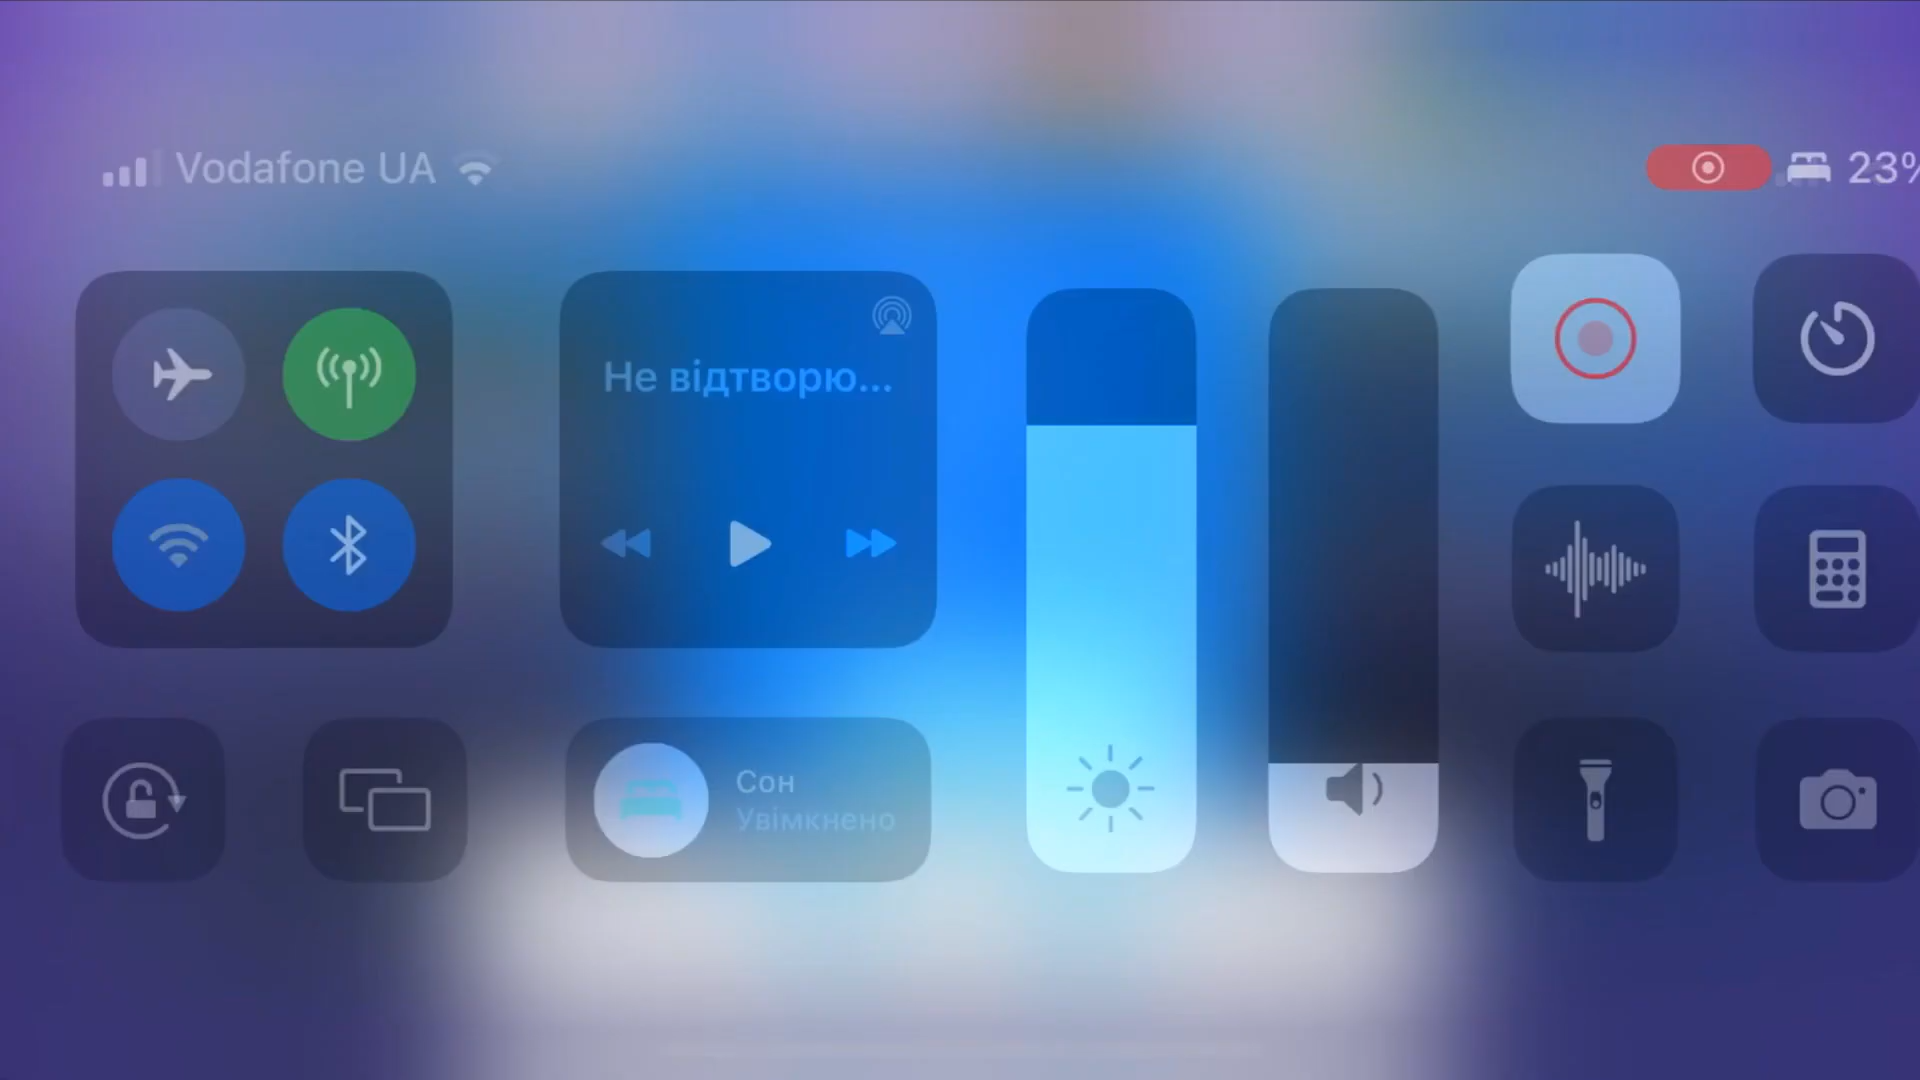 Vodafone UA
23%
Не відтворю...
Сон
Увімкнено